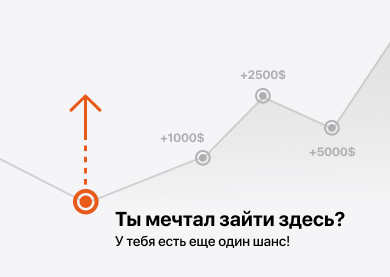 +2500$
+1000$
+5000$
Ты мечтал зайти здесь?
У тебя есть еще один шанс!